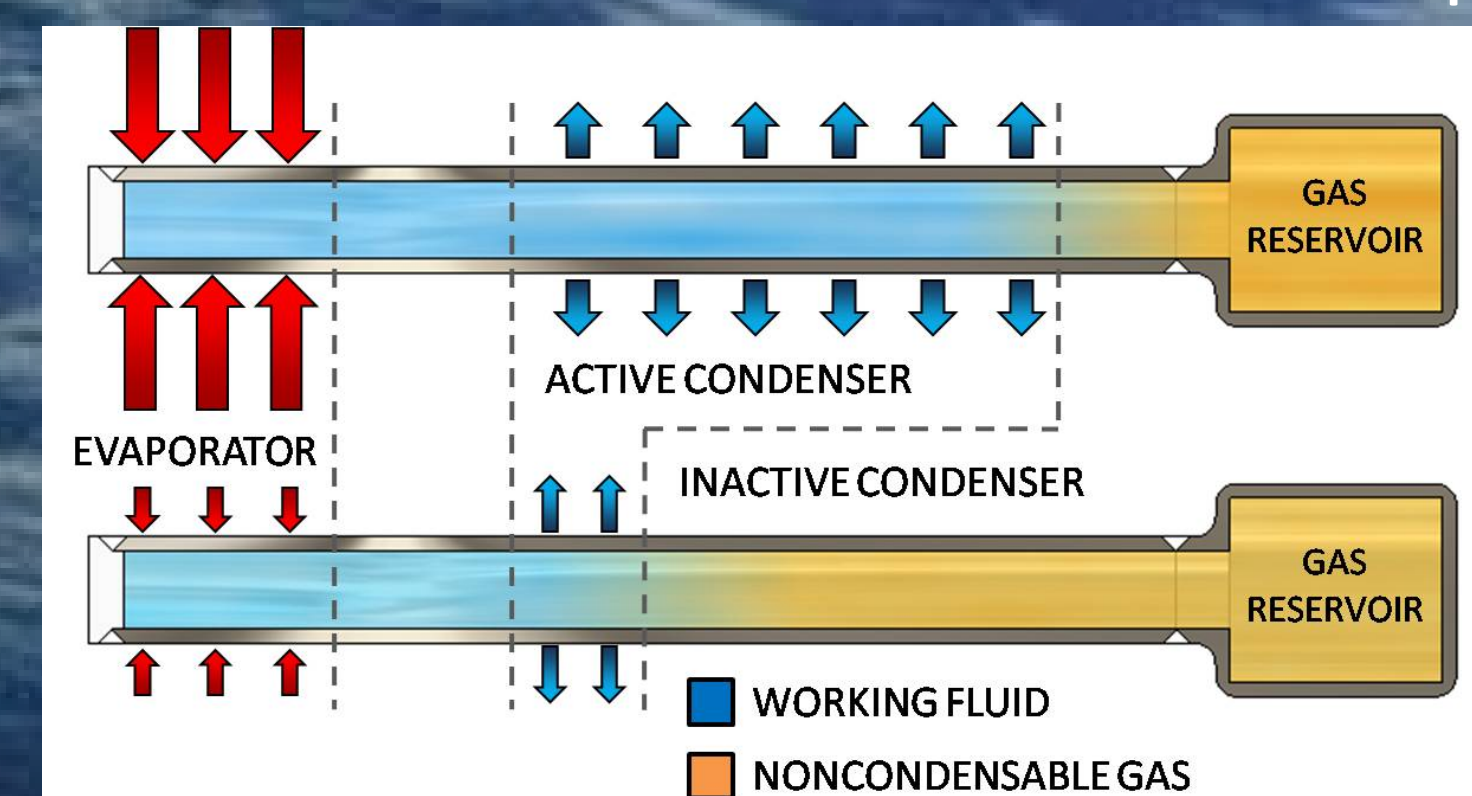 GAS
RESERVOIR
ACTIVE CONDENSER
EVAPORATOR
INACTIVE CONDENSER
GAS
RESERVOIR
WORKING FLUID
NONCONDENSABLE GAS